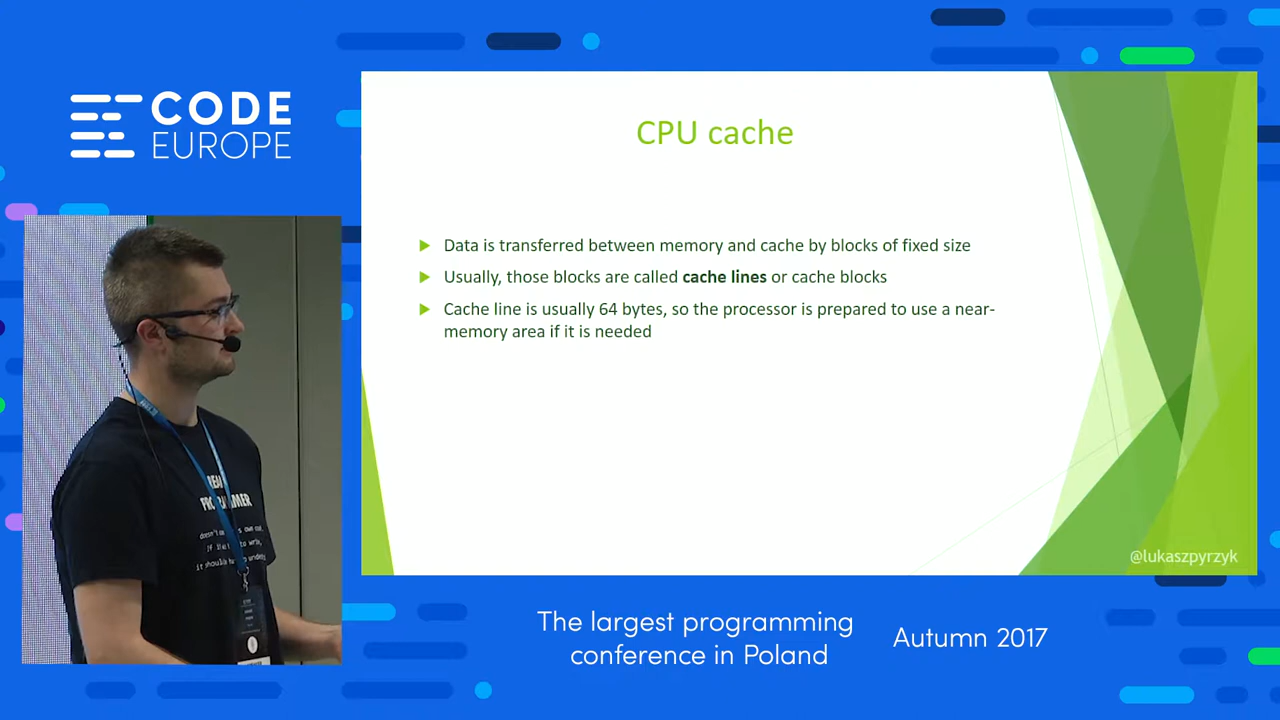 CODE
EUROPE
CPU cache
Data is transferred between memory and cache by blocks of fixed size
Usually, those blocks are called cache lines or cache blocks
Cache line is usually 64 bytes, so the processor is prepared to use a near-
memory area if it is needed
@lukaszpyrzyk
The largest programming
conference in Poland
Autumn 2017